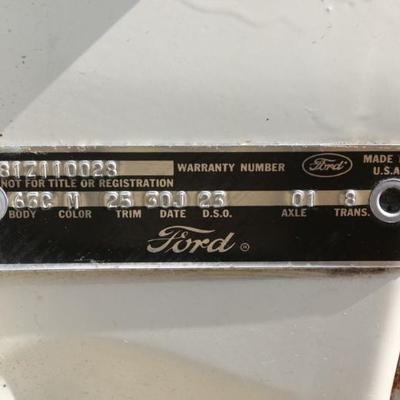 81Z110028 WARRANTY NUMBER Ford MADE
NOT FOR TITLE OR REGISTRATION U.S.A
63C M 25 30J 23 01 8
BODY COLOR TRIM DATE D.S.O. AXLE TRANS.
Ford ®